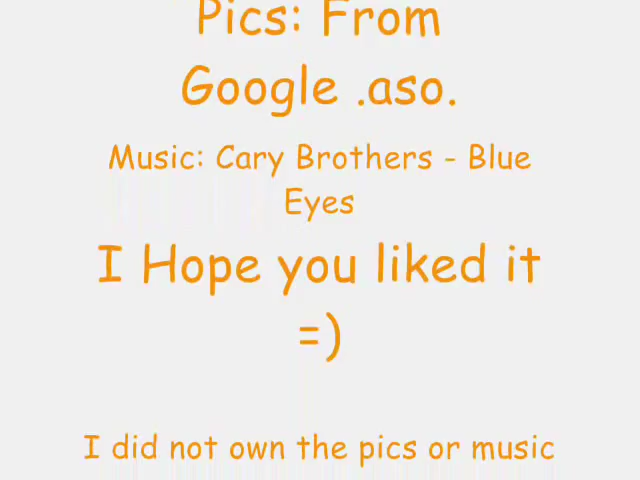 Pics: From
Google .aso.
Music: Cary Brothers - Blue
Eyes
I Hope you liked it
=)
I did not own the pics or music